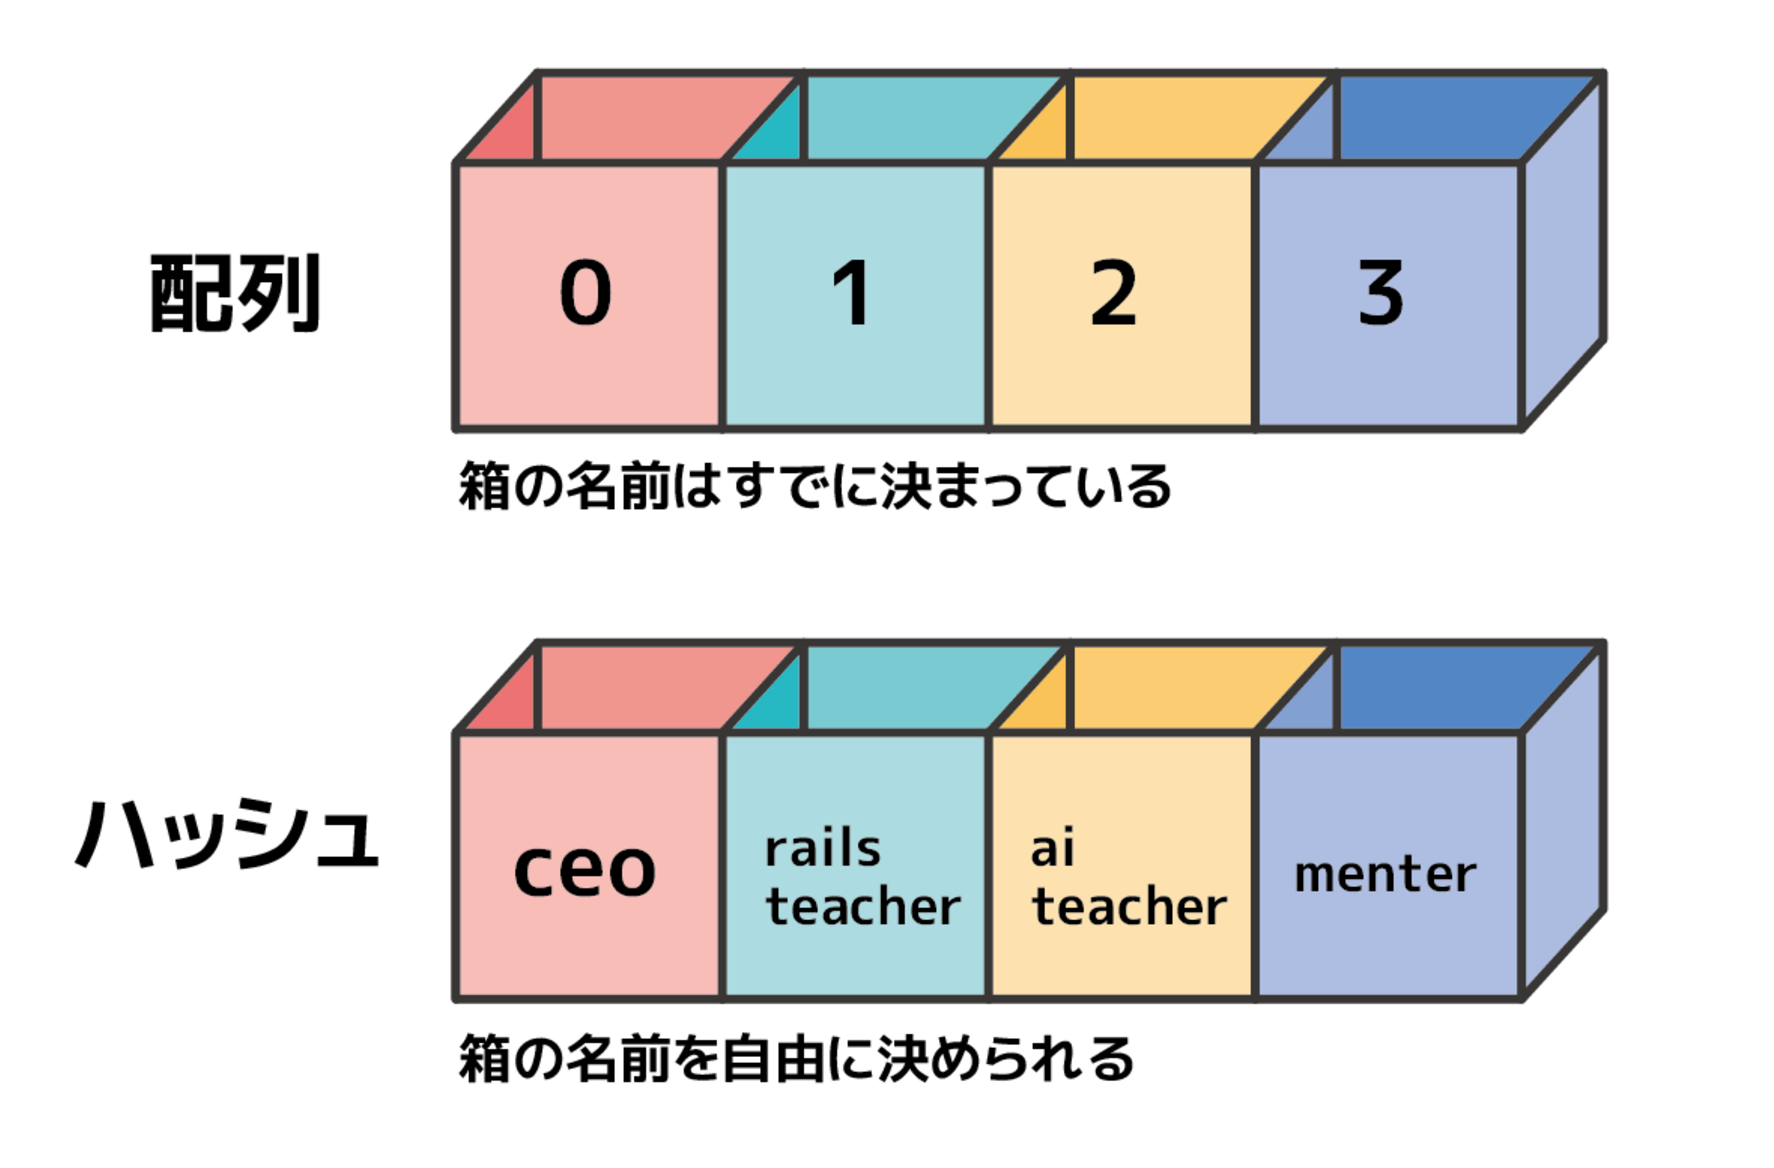 配列
0
1
2
3
箱の名前はすでに決まっている
ハッシュ
ceo
rails
teacher
ai
teacher
menter
箱の名前を自由に決められる